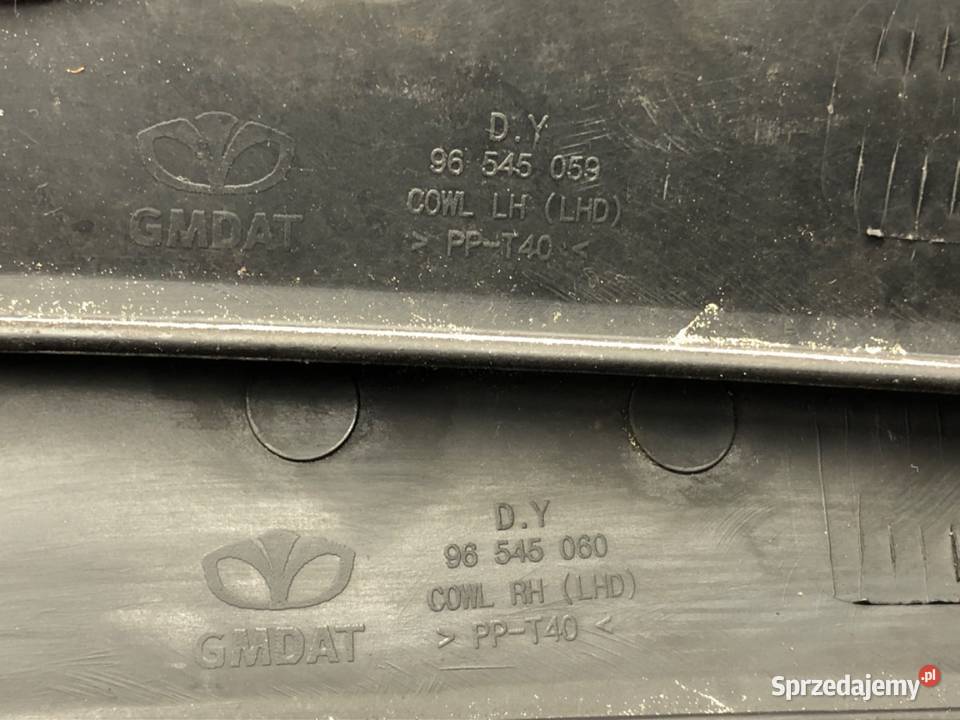 D.Y
96 545 059
COWL LH (LHD)
> PP-T40 <
GMDAT
D.Y
96 545 060
COWL RH (LHD)
> PP-T40 <
GMDAT
Sprzedajemy.pl